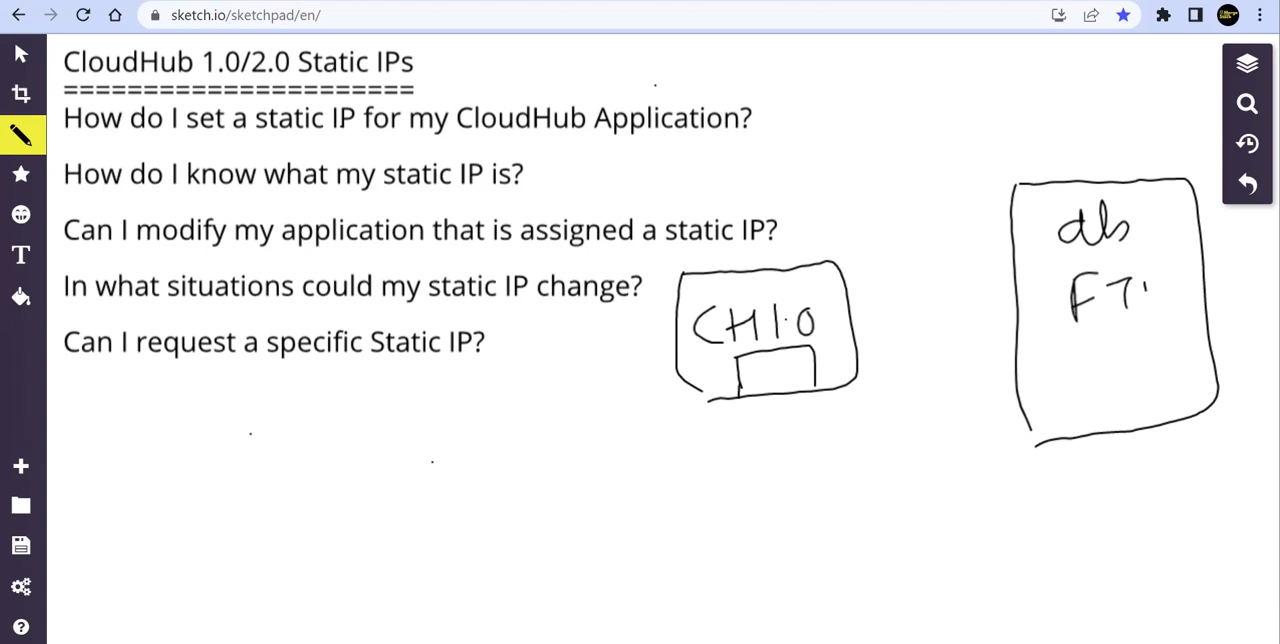 sketch.io/sketchpad/en/
CloudHub 1.0/2.0 Static IPs
======================
How do I set a static IP for my CloudHub Application?
How do I know what my static IP is?
Can I modify my application that is assigned a static IP?
In what situations could my static IP change?
Can I request a specific Static IP?
CH1.0
db
FT
T
?